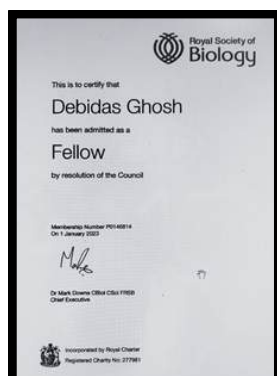 Royal Society of
Biology
This is to certify that
Debidas Ghosh
has been admitted as a
Fellow
by resolution of the Council
Membership Number P0146814
On 1 January 2023
Dr Mark Downs CBiol CSci FRSB
Chief Executive
Incorporated by Royal Charter
Registered Charity No: 277981